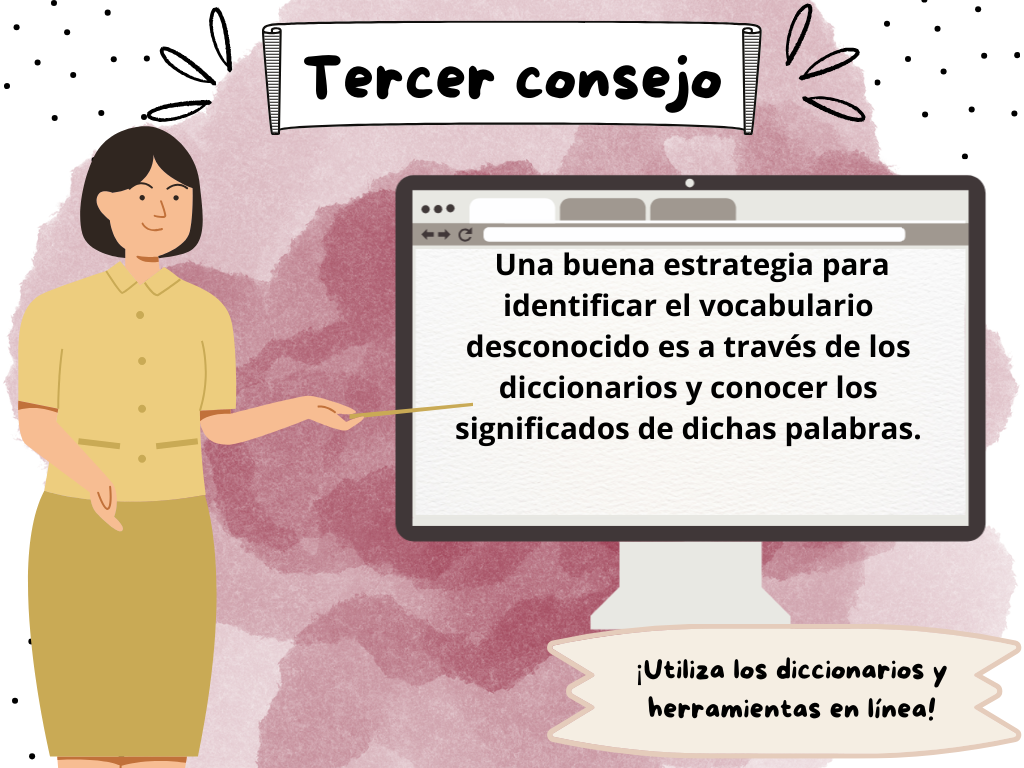 Tercer consejo
Una buena estrategia para
identificar el vocabulario
desconocido es a través de los
diccionarios y conocer los
significados de dichas palabras.
¡Utiliza los diccionarios y
herramientas en línea!